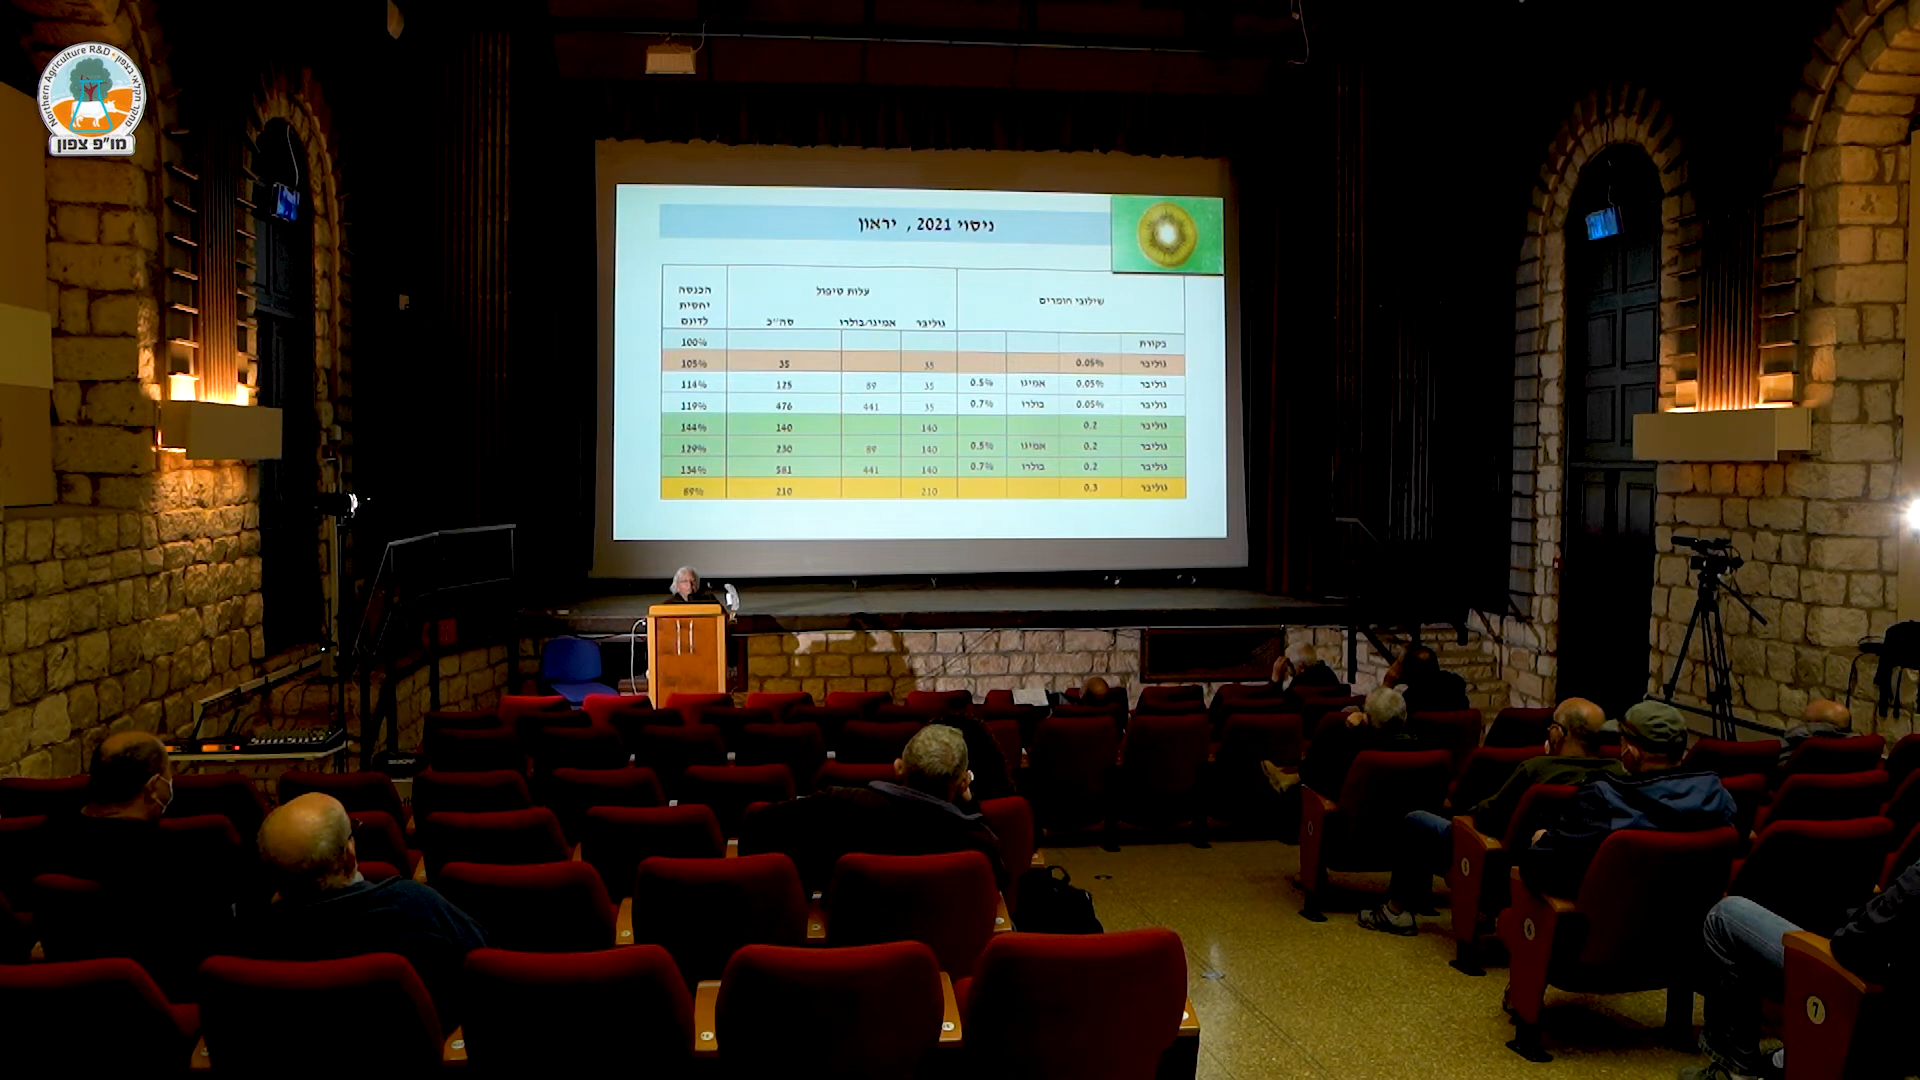 Northern Agriculture R&D
מחקר חקלאי בצפון
מו"פ צפון
ניסוי 2021 , יראון
שילובי חומרים עלות טיפול הכנסה
יחסית
גוליבר אמינו/בולרו סה"כ לדונם
ביקורת 100%
גוליבר 0.05% 35 35 105%
גוליבר 0.05% אמינו 0.5% 35 89 125 114%
גוליבר 0.05% בולרו 0.7% 35 441 476 119%
גוליבר 0.2 140 140 144%
גוליבר 0.2 אמינו 0.5% 140 89 230 129%
גוליבר 0.2 בולרו 0.7% 140 441 581 134%
גוליבר 0.3 210 210 89%
7